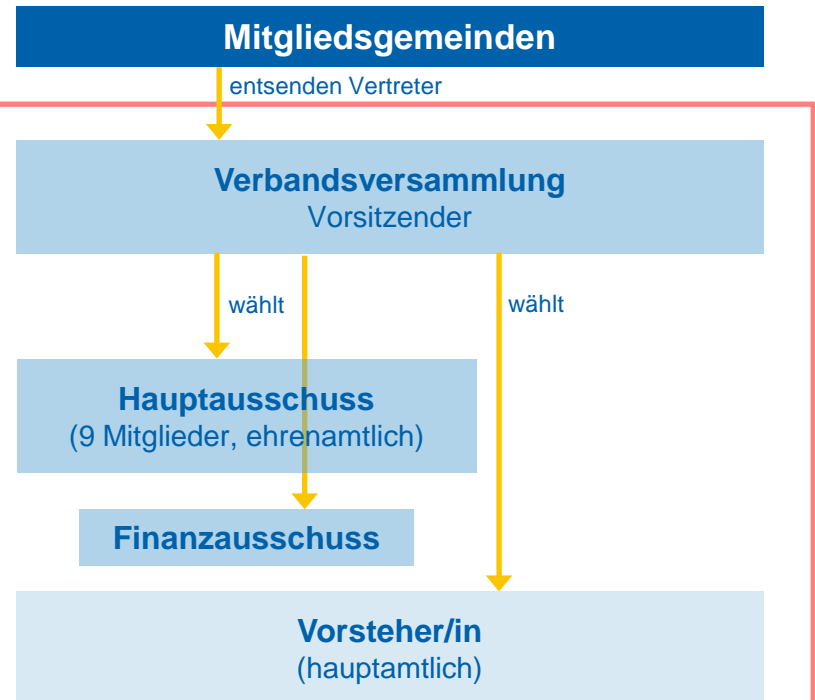 Mitgliedsgemeinden
entsenden Vertreter
Verbandsversammlung
Vorsitzender
wählt
wählt
Hauptausschuss
(9 Mitglieder, ehrenamtlich)
Finanzausschuss
Vorsteher/in
(hauptamtlich)